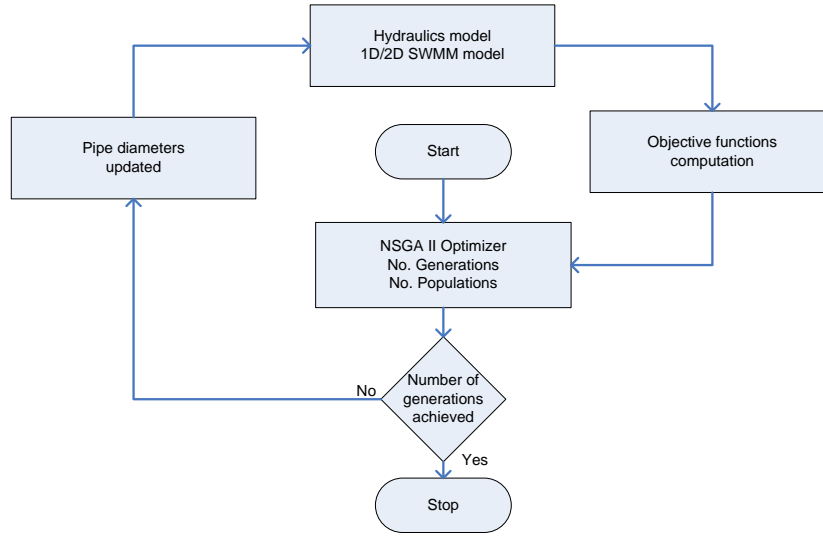 Hydraulics model
1D/2D SWMM model
Pipe diameters
updated
Start
Objective functions
computation
NSGA II Optimizer
No. Generations
No. Populations
No
Number of
generations
achieved
Yes
Stop